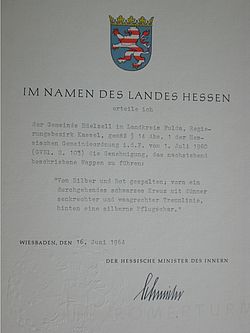 IM NAMEN DES LANDES HESSEN
erteile ich
der Gemeinde Hünfeld im Landkreis Fulda, Regie-
rungsbezirk Kassel, gemäß § 14 Abs. 1 der Hes-
sischen Gemeindeordnung i.d.F. vom 1. Juli 1960
(GVBl. S. 103) die Genehmigung, das nachstehend
beschriebene Wappen zu führen:
"Von Silber und Rot gespalten; vorn ein
durchgehendes schwarzes Kreuz mit dünner
senkrechter und waagrechter Trennlinie,
hinten eine silberne Pflugschar."
WIESBADEN, DEN 16. Juni 1964
DER HESSISCHE MINISTER DES INNERN